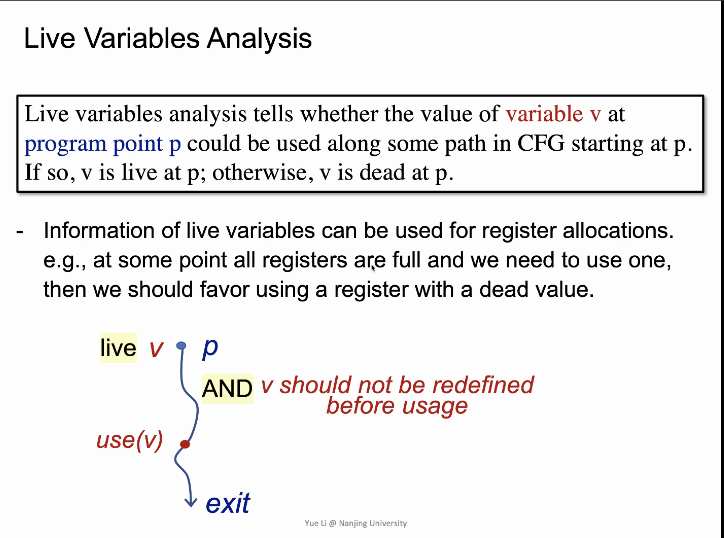 Live Variables Analysis
Live variables analysis tells whether the value of variable v at
program point p could be used along some path in CFG starting at p.
If so, v is live at p; otherwise, v is dead at p.
- Information of live variables can be used for register allocations.
e.g., at some point all registers are full and we need to use one,
then we should favor using a register with a dead value.
live v p
AND v should not be redefined
before usage
use(v)
exit
Yue Li @ Nanjing University